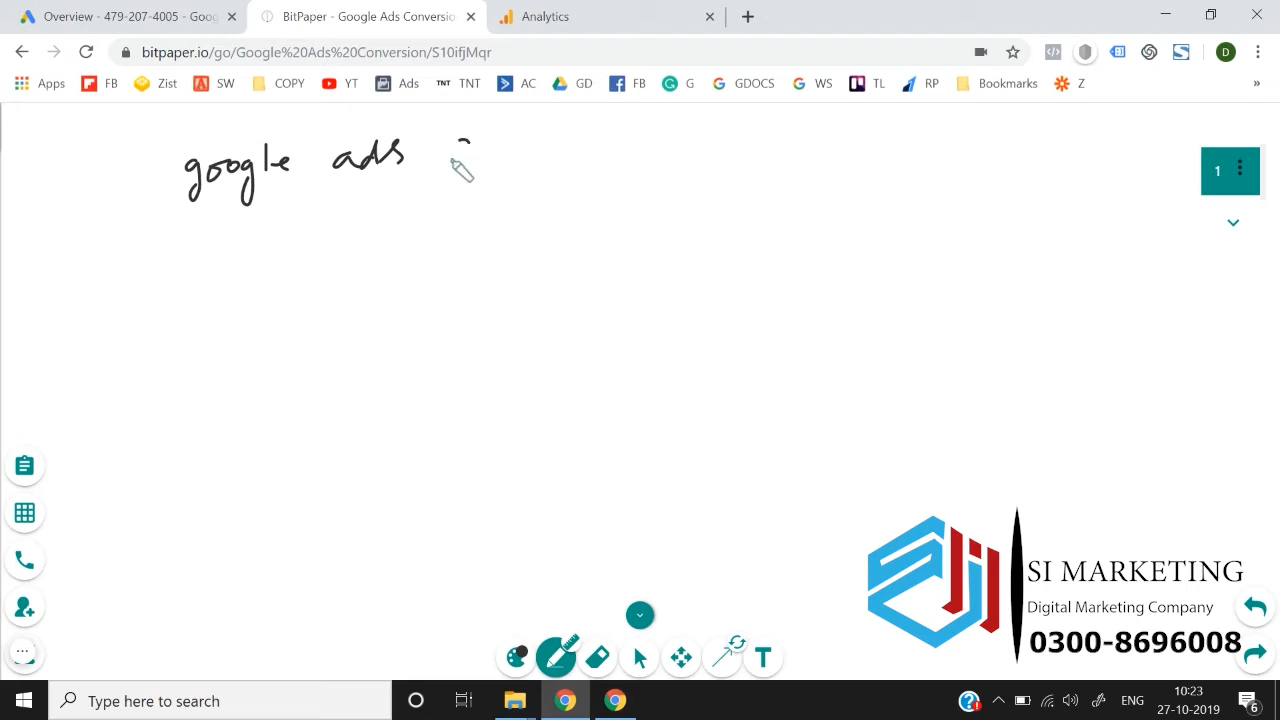 Overview - 479-207-4005 - Goog
BitPaper - Google Ads Conversio
Analytics
bitpaper.io/go/Google%20Ads%20Conversion/S10ifjMqr
D
Apps FB Zist SW COPY YT Ads TNT TNT AC GD FB G GDOCS WS TL RP Bookmarks Z »
google ads
1
SI MARKETING
Digital Marketing Company
0300-8696008
T
Type here to search
ENG
10:23
27-10-2019
6